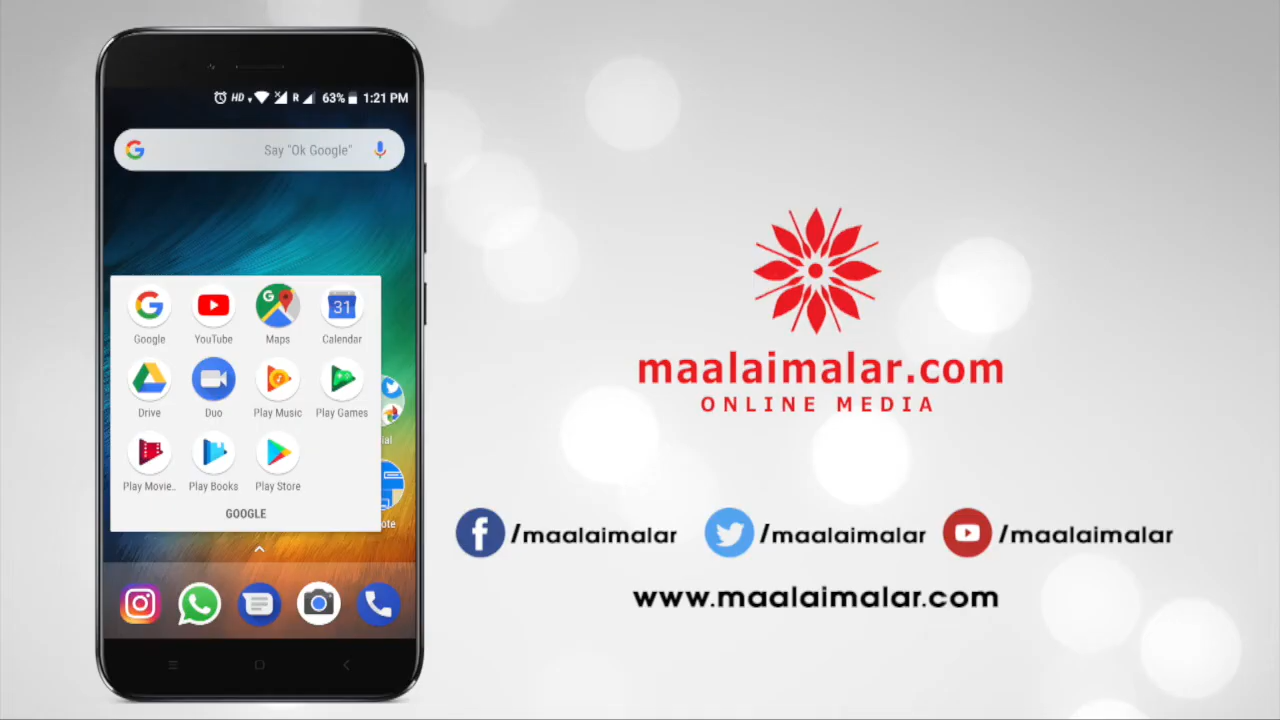 HD R 63% 1:21 PM
Say "Ok Google"
Google YouTube Maps Calendar
31
Drive Duo Play Music Play Games
Play Movie.. Play Books Play Store
GOOGLE
maalaimalar.com
ONLINE MEDIA
/maalaimalar /maalaimalar /maalaimalar
www.maalaimalar.com